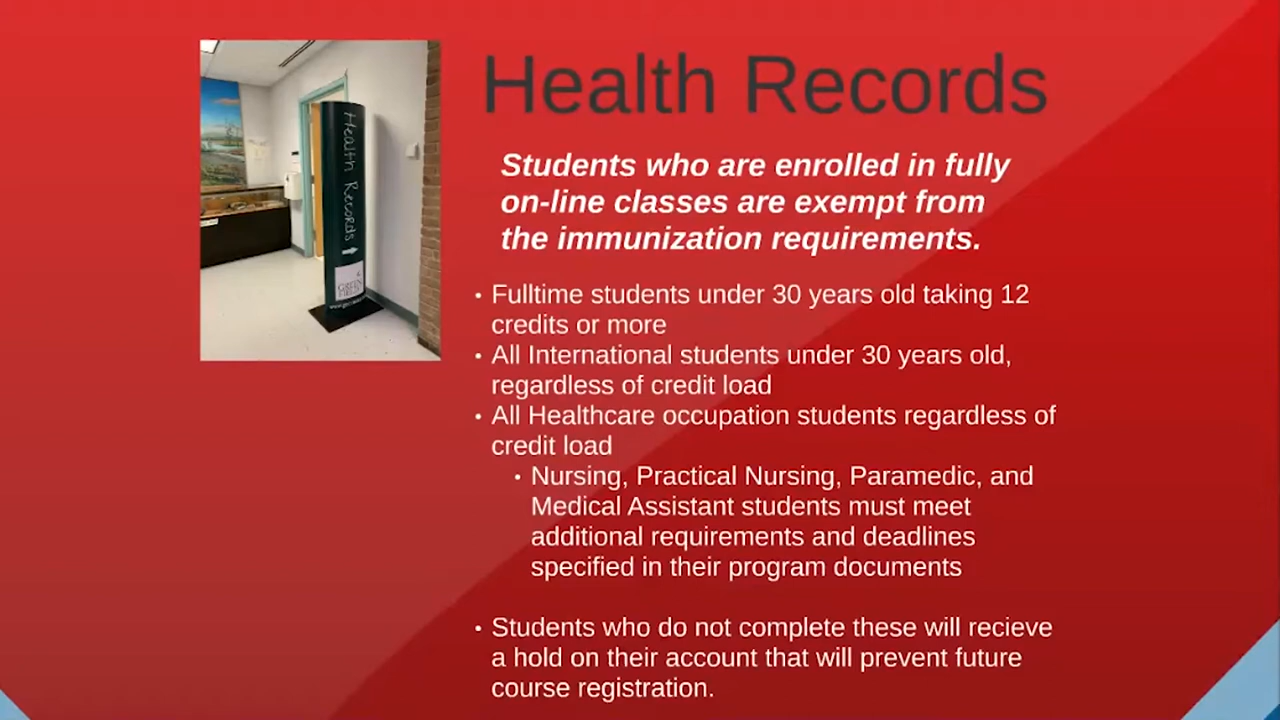 Health Records
Health Records
Students who are enrolled in fully
on-line classes are exempt from
the immunization requirements.
• Fulltime students under 30 years old taking 12
credits or more
• All International students under 30 years old,
regardless of credit load
• All Healthcare occupation students regardless of
credit load
• Nursing, Practical Nursing, Paramedic, and
Medical Assistant students must meet
additional requirements and deadlines
specified in their program documents
• Students who do not complete these will recieve
a hold on their account that will prevent future
course registration.